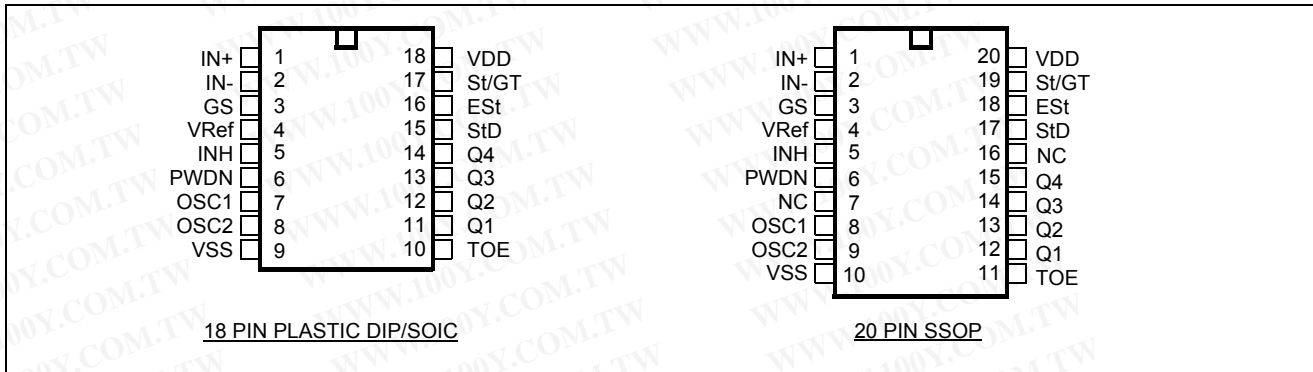 IN+ 1 18 VDD
IN- 2 17 St/GT
GS 3 16 ESt
VRef 4 15 StD
INH 5 14 Q4
PWDN 6 13 Q3
OSC1 7 12 Q2
OSC2 8 11 Q1
VSS 9 10 TOE
18 PIN PLASTIC DIP/SOIC
IN+ 1 20 VDD
IN- 2 19 St/GT
GS 3 18 ESt
VRef 4 17 StD
INH 5 16 NC
PWDN 6 15 Q4
NC 7 14 Q3
OSC1 8 13 Q2
OSC2 9 12 Q1
VSS 10 11 TOE
20 PIN SSOP
WWW.100Y.COM.TW